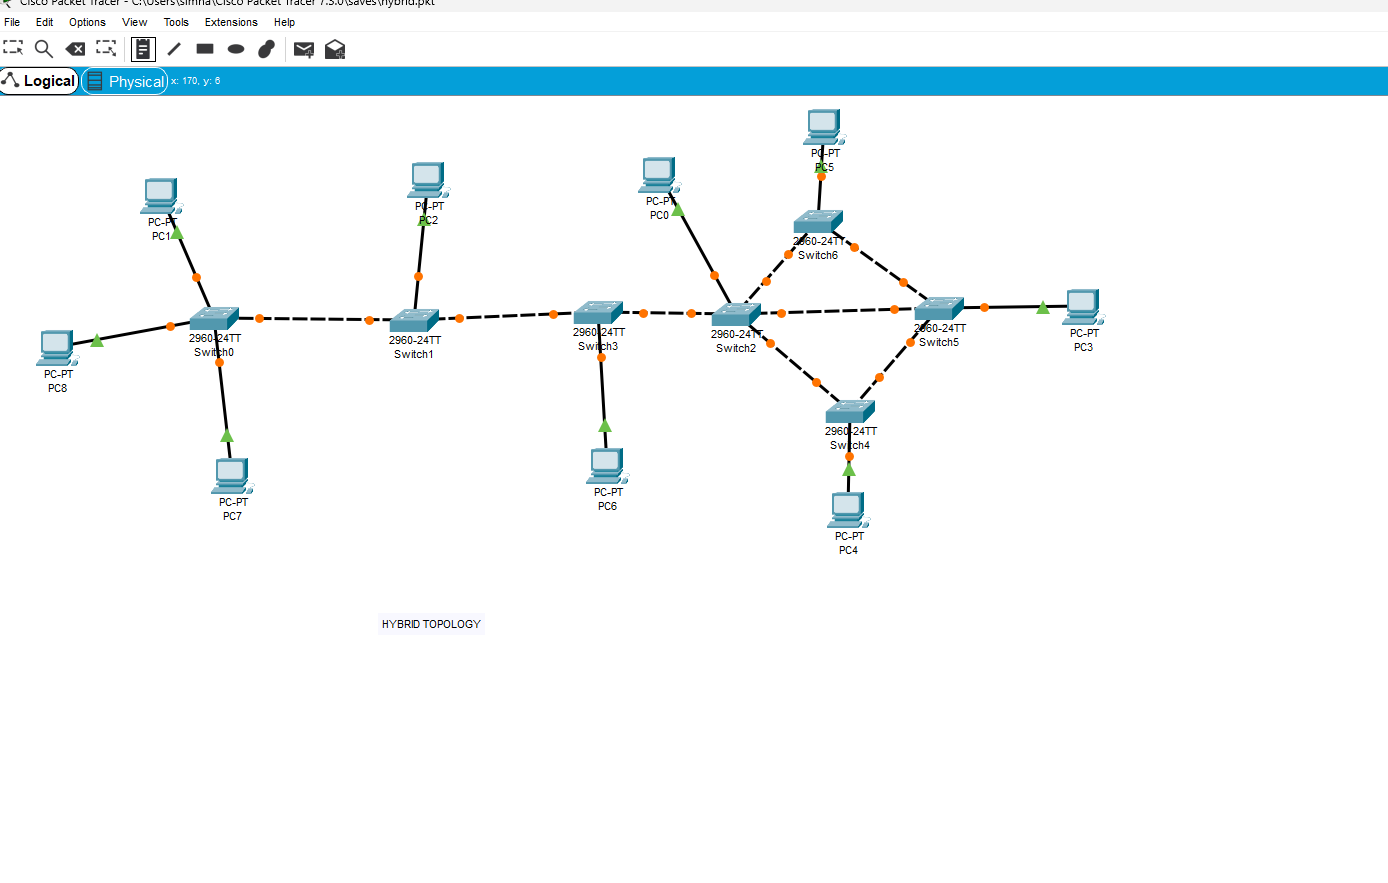 Cisco Packet Tracer - C:\Users\simna\Cisco Packet Tracer 7.3.0\saves\hybrid.pkt
File Edit Options View Tools Extensions Help
Logical Physical x: 170, y: 6
PC-PT
PC5
PC-PT
PC1
PC-PT
PC2
PC-PT
PC0
2960-24TT
Switch6
PC-PT
PC3
2960-24TT
Switch0
2960-24TT
Switch1
2960-24TT
Switch3
2960-24TT
Switch2
2960-24TT
Switch5
PC-PT
PC8
2960-24TT
Switch4
PC-PT
PC7
PC-PT
PC6
PC-PT
PC4
HYBRID TOPOLOGY